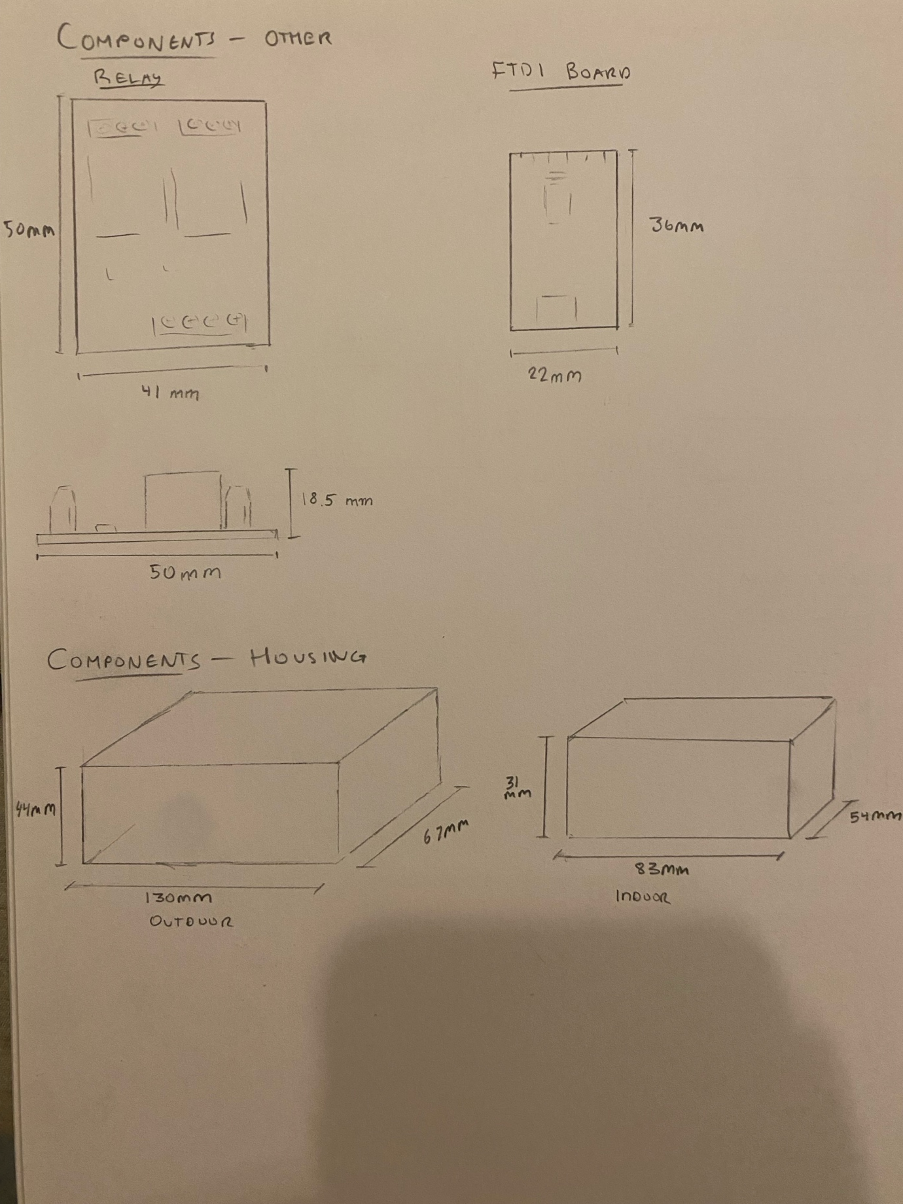 COMPONENTS - OTHER
RELAY
FTDI BOARD
50mm
36mm
41 mm
22mm
18.5 mm
50mm
COMPONENTS - HOUSING
44mm
67mm
130mm
OUTDOOR
31
mm
54mm
83mm
INDOOR